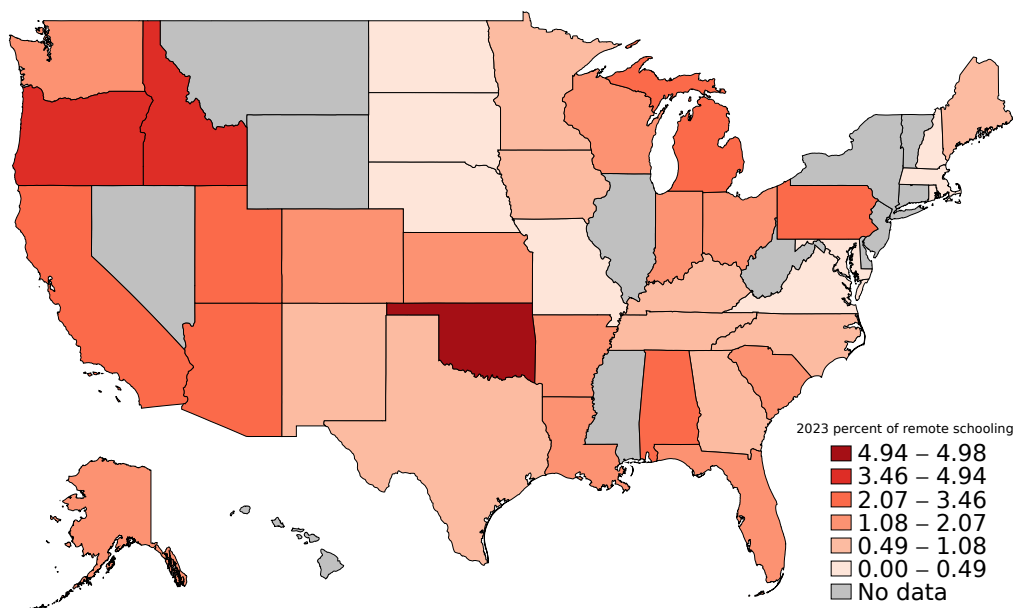 2023 percent of remote schooling
4.94 – 4.98
3.46 – 4.94
2.07 – 3.46
1.08 – 2.07
0.49 – 1.08
0.00 – 0.49
No data